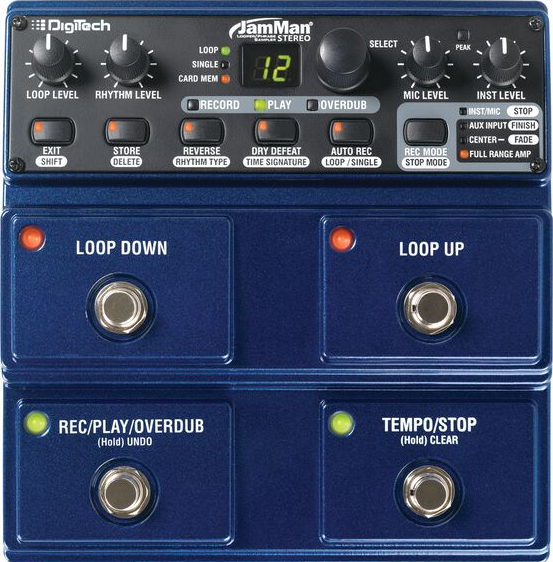 DigiTech
JamMan®
LOOPER/PHRASE
SAMPLER STEREO
LOOP
SINGLE
CARD MEM
12
SELECT
PEAK
LOOP LEVEL
RHYTHM LEVEL
MIC LEVEL
INST LEVEL
RECORD
PLAY
OVERDUB
INST/MIC STOP
AUX INPUT FINISH
CENTER– FADE
FULL RANGE AMP
EXIT
SHIFT
STORE
DELETE
REVERSE
RHYTHM TYPE
DRY DEFEAT
TIME SIGNATURE
AUTO REC
LOOP / SINGLE
REC MODE
STOP MODE
LOOP DOWN
LOOP UP
REC/PLAY/OVERDUB
(Hold) UNDO
TEMPO/STOP
(Hold) CLEAR